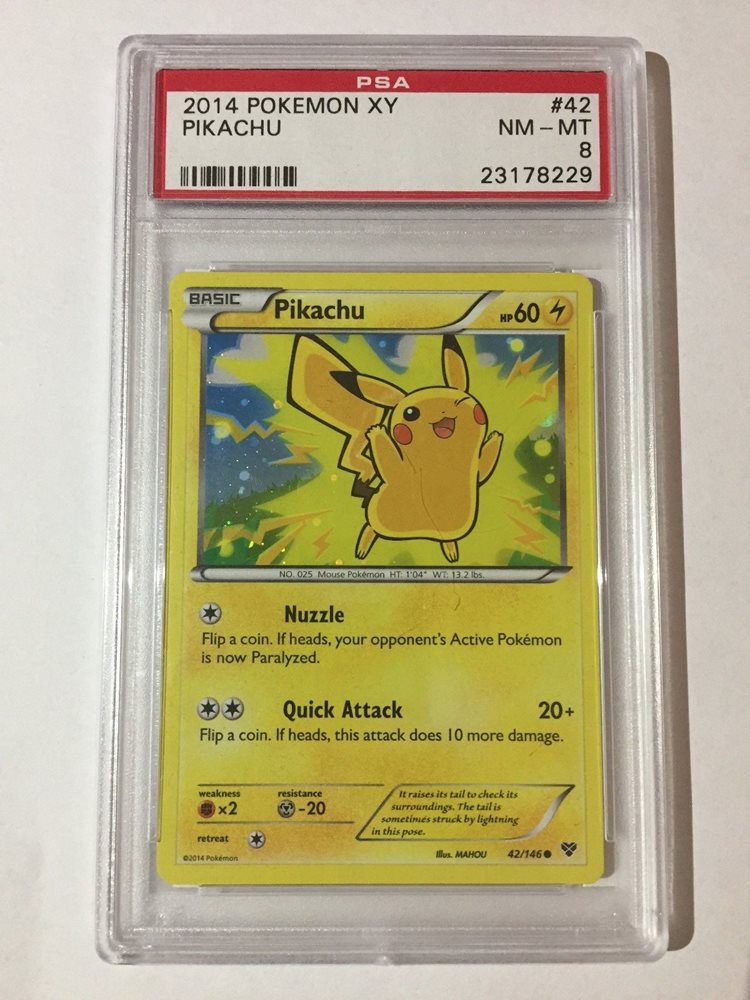 PSA
2014 POKEMON XY #42
PIKACHU NM - MT
8
23178229
BASIC Pikachu HP60
NO. 025 Mouse Pokémon HT: 1'04" WT: 13.2 lbs.
Nuzzle
Flip a coin. If heads, your opponent's Active Pokémon
is now Paralyzed.
Quick Attack 20+
Flip a coin. If heads, this attack does 10 more damage.
weakness resistance
×2 -20
retreat
It raises its tail to check its
surroundings. The tail is
sometimes struck by lightning
in this pose.
©2014 Pokémon Illus. MAHOU 42/146